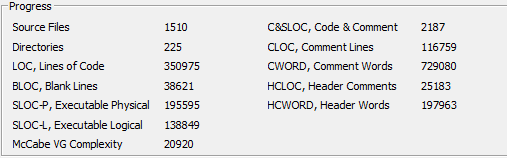 Progress
Source Files 1510 C&SLOC, Code & Comment 2187
Directories 225 CLOC, Comment Lines 116759
LOC, Lines of Code 350975 CWORD, Comment Words 729080
BLOC, Blank Lines 38621 HCLOC, Header Comments 25183
SLOC-P, Executable Physical 195595 HCWORD, Header Words 197963
SLOC-L, Executable Logical 138849
McCabe VG Complexity 20920